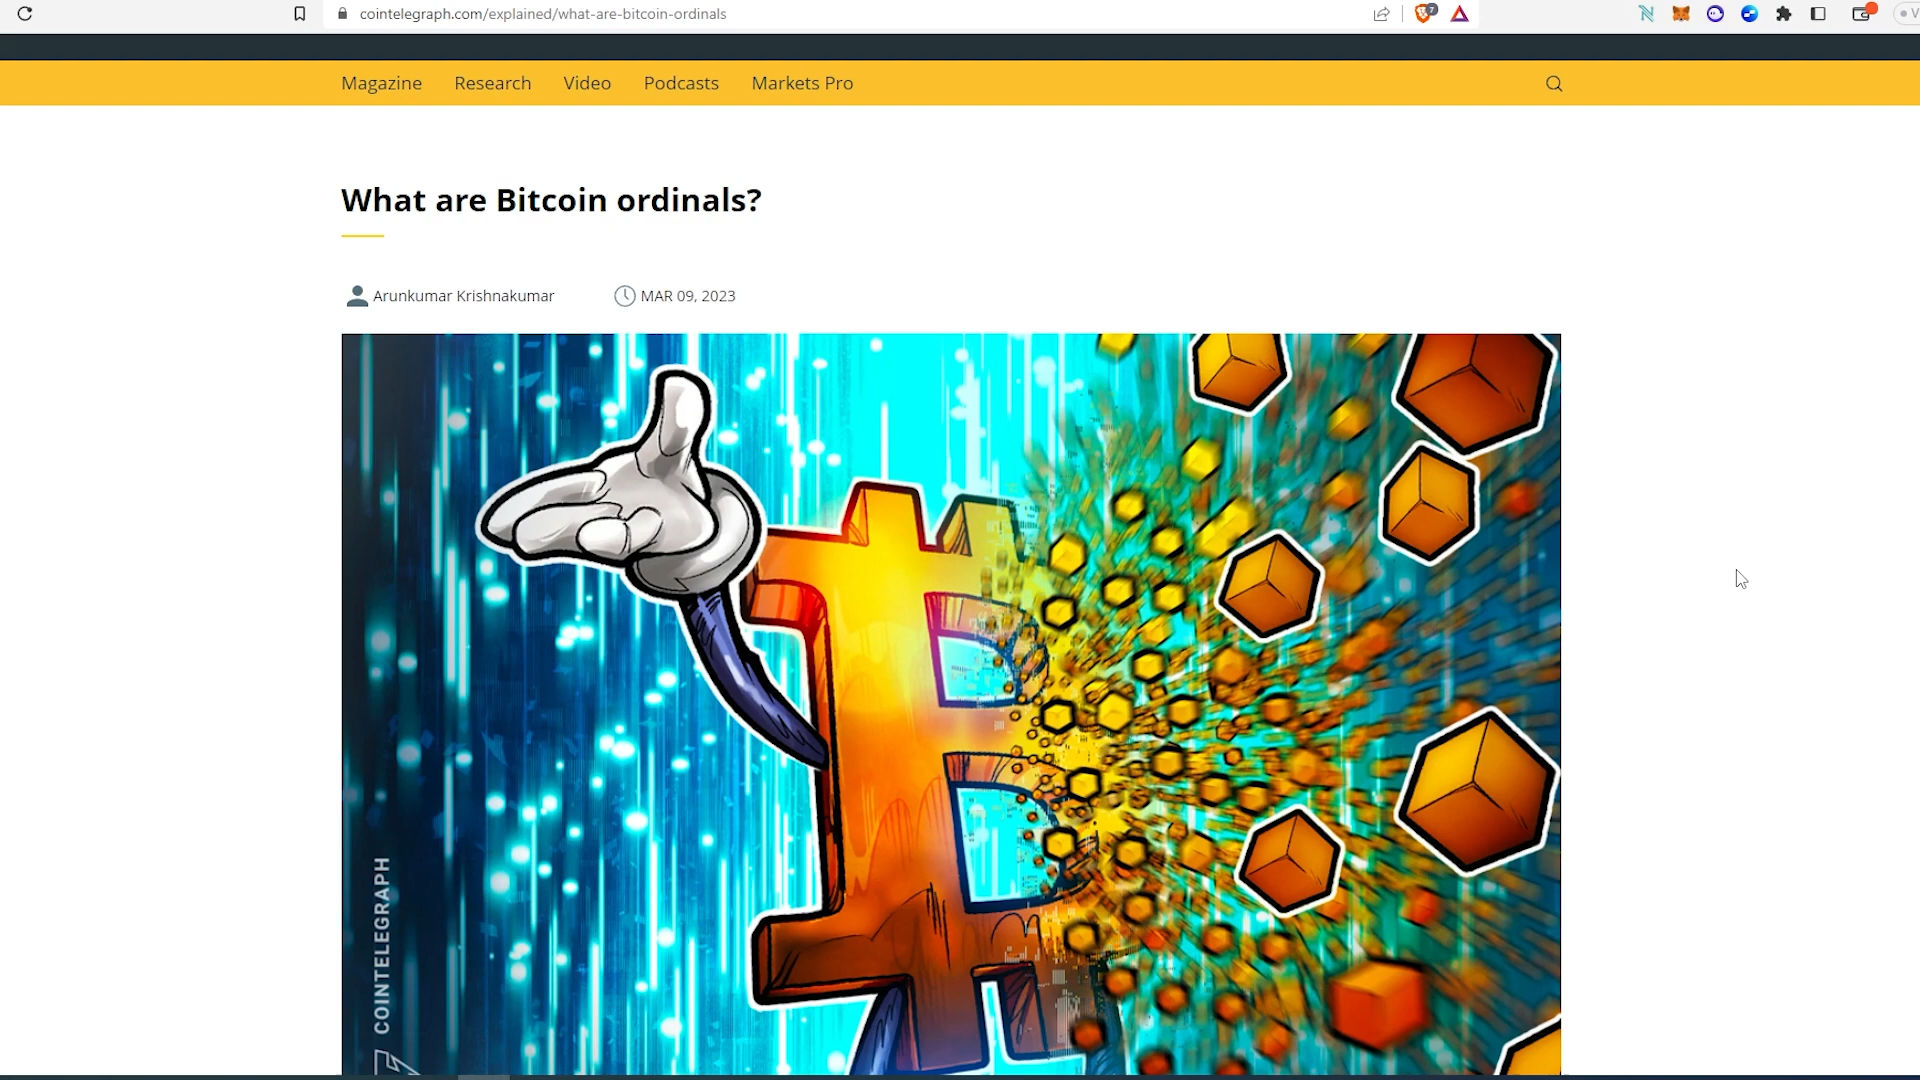 cointelegraph.com/explained/what-are-bitcoin-ordinals
7
Magazine Research Video Podcasts Markets Pro
What are Bitcoin ordinals?
Arunkumar Krishnakumar MAR 09, 2023
COINTELEGRAPH